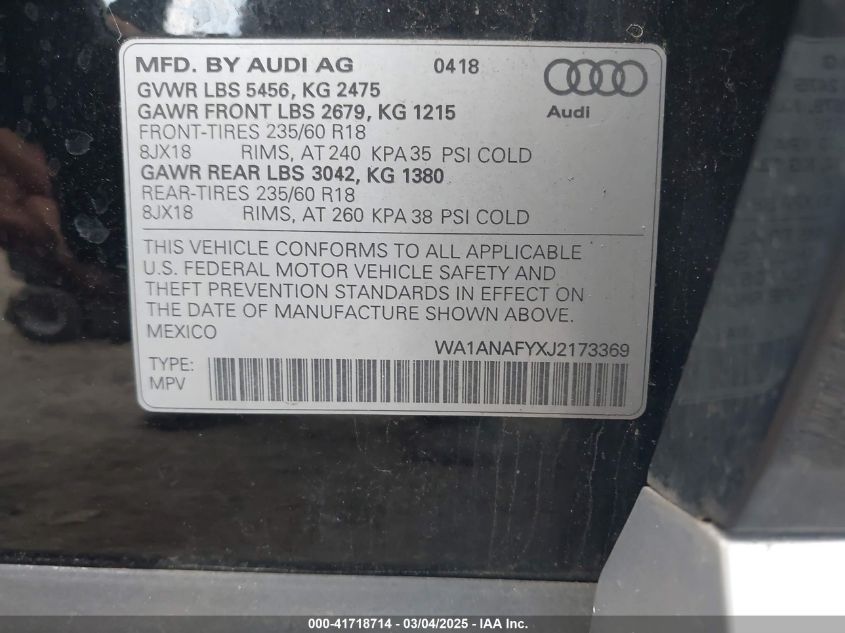 MFD. BY AUDI AG 0418
GVWR LBS 5456, KG 2475
GAWR FRONT LBS 2679, KG 1215
Audi
FRONT-TIRES 235/60 R18
8JX18 RIMS, AT 240 KPA 35 PSI COLD
GAWR REAR LBS 3042, KG 1380
REAR-TIRES 235/60 R18
8JX18 RIMS, AT 260 KPA 38 PSI COLD
THIS VEHICLE CONFORMS TO ALL APPLICABLE
U.S. FEDERAL MOTOR VEHICLE SAFETY AND
THEFT PREVENTION STANDARDS IN EFFECT ON
THE DATE OF MANUFACTURE SHOWN ABOVE.
MEXICO
WA1ANAFYXJ2173369
TYPE:
MPV
000-41718714 - 03/04/2025 - IAA Inc.